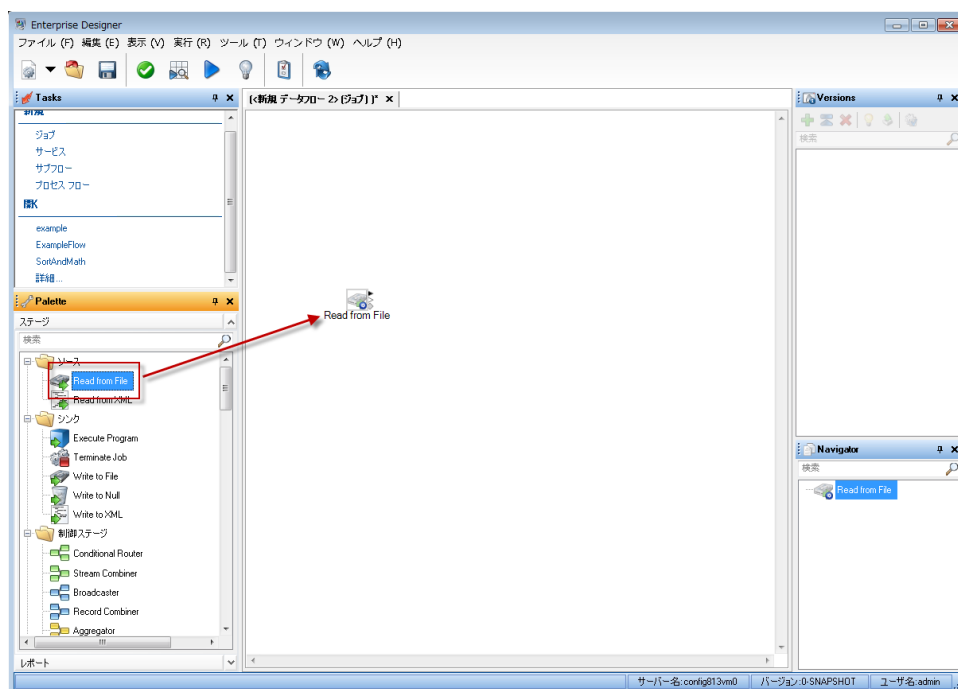 Enterprise Designer
ファイル (F) 編集 (E) 表示 (V) 実行 (R) ツール (T) ウィンドウ (W) ヘルプ (H)
Tasks
新規
ジョブ
サービス
サブフロー
プロセス フロー
開K
example
ExampleFlow
SortAndMath
詳細...
Palette
ステージ
検索
ソース
Read from File
Read from XML
シンク
Execute Program
Terminate Job
Write to File
Write to Null
Write to XML
制御ステージ
Conditional Router
Stream Combiner
Broadcaster
Record Combiner
Aggregator
レポート
[<新規 データフロー 2> (ジョブ) ]*
Read from File
Versions
検索
Navigator
検索
Read from File
サーバー名:config813vm0 バージョン:0-SNAPSHOT ユーザ名:admin